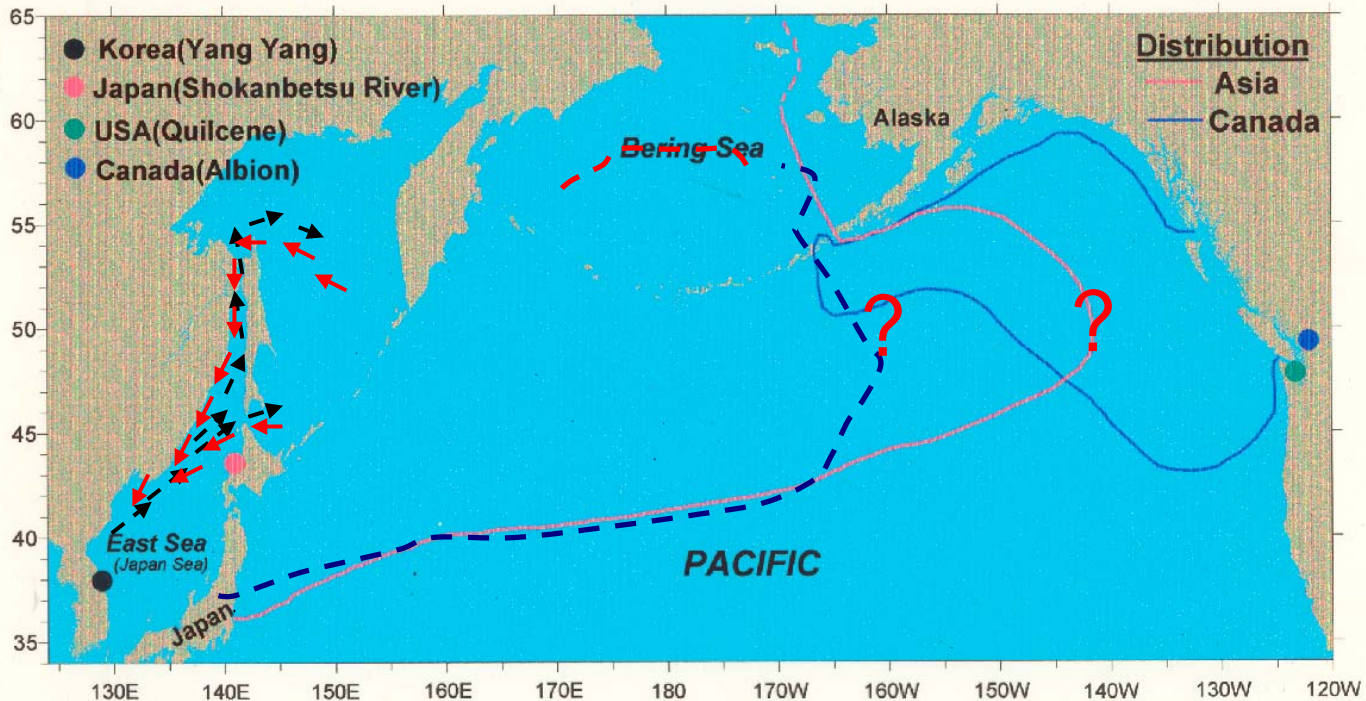 65
60
55
50
45
40
35
Korea(Yang Yang)
Japan(Shokanbetsu River)
USA(Quilcene)
Canada(Albion)
Distribution
Asia
Canada
Alaska
Bering Sea
?
?
East Sea
(Japan Sea)
Japan
PACIFIC
130E 140E 150E 160E 170E 180E 170W 160W 150W 140W 130W 120W